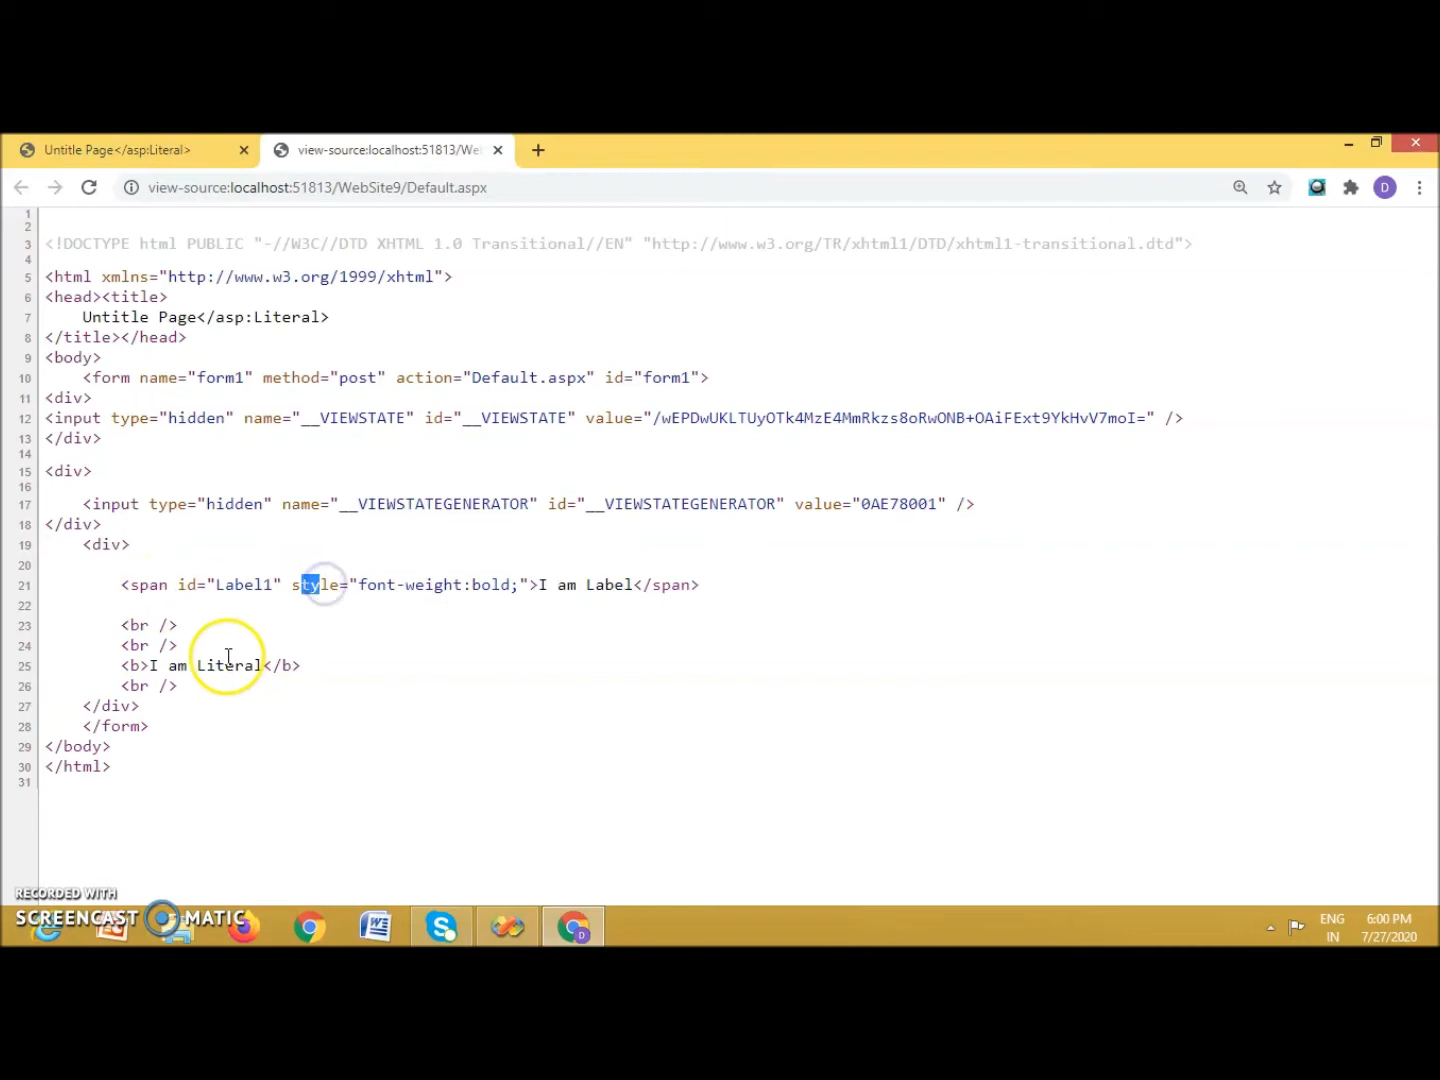 Untitle Page</asp:Literal>
view-source:localhost:51813/We
view-source:localhost:51813/WebSite9/Default.aspx
D
1
2
3 <!DOCTYPE html PUBLIC "-//W3C//DTD XHTML 1.0 Transitional//EN" "http://www.w3.org/TR/xhtml1/DTD/xhtml1-transitional.dtd">
4
5 <html xmlns="http://www.w3.org/1999/xhtml">
6 <head><title>
7 Untitle Page</asp:Literal>
8 </title></head>
9 <body>
10 <form name="form1" method="post" action="Default.aspx" id="form1">
11 <div>
12 <input type="hidden" name="__VIEWSTATE" id="__VIEWSTATE" value="/wEPDwUKLTUyOTk4MzE4MmRkzs8oRwONB+OAiFExt9YkHvV7moI=" />
13 </div>
14
15 <div>
16
17 <input type="hidden" name="__VIEWSTATEGENERATOR" id="__VIEWSTATEGENERATOR" value="0AE78001" />
18 </div>
19 <div>
20
21 <span id="Label1" style="font-weight:bold;">I am Label</span>
22
23 <br />
24 <br />
25 <b>I am Literal</b>
26 <br />
27 </div>
28 </form>
29 </body>
30 </html>
31
RECORDED WITH
SCREENCAST MATIC
ENG 6:00 PM
IN 7/27/2020
D